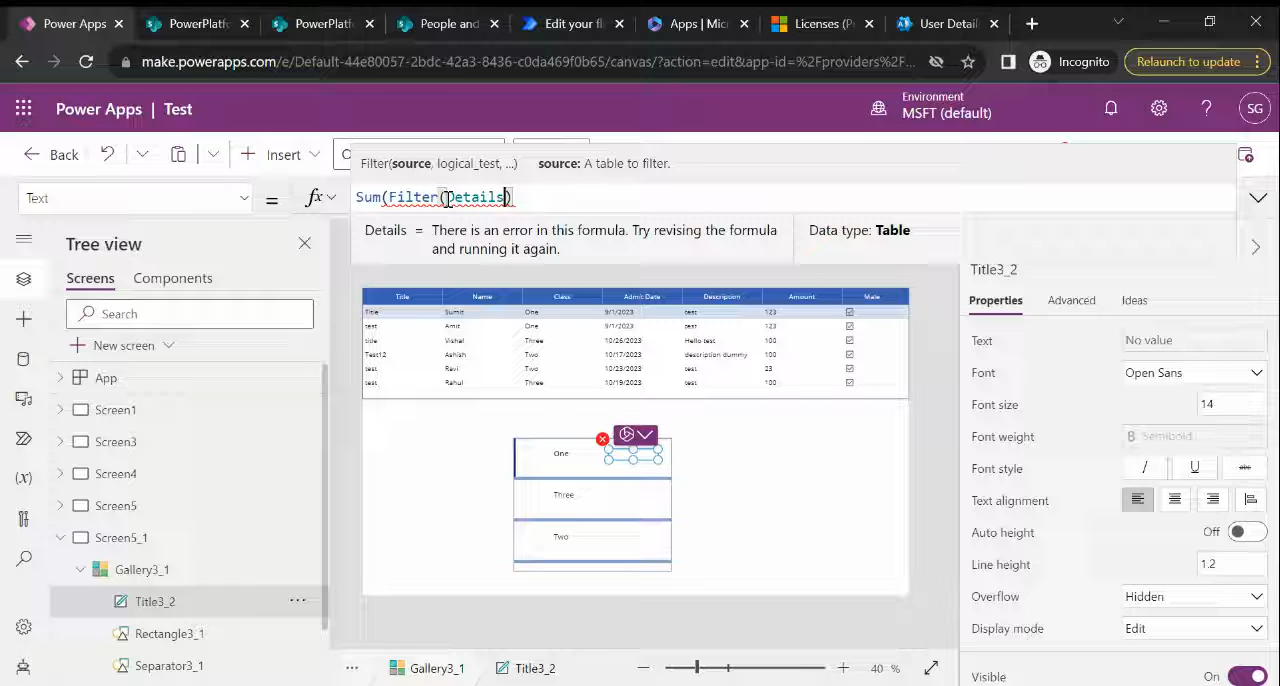 Power Apps
PowerPlatf
PowerPlatf
People and
Edit your fl
Apps | Micr
Licenses (P
User Detail
make.powerapps.com/e/Default-44e80057-2bdc-42a3-8436-c0da469f0b65/canvas/?action=edit&app-id=%2Fproviders%2F...
Incognito
Relaunch to update
Power Apps | Test
Environment
MSFT (default)
SG
Back
Insert
Filter(source, logical_test, ...) source: A table to filter.
Text
=
fx
Sum(Filter(Details)
Details = There is an error in this formula. Try revising the formula
and running it again.
Data type: Table
Tree view
Screens
Components
Search
New screen
App
Screen1
Screen3
Screen4
Screen5
Screen5_1
Gallery3_1
Title3_2
Rectangle3_1
Separator3_1
Title Name Class Admit Date Description Amount Male
Title Sumit One 9/1/2023 test 123
test Amit One 9/1/2023 test 123
title Vishal Three 10/26/2023 Hello test 100
Test12 Ashish Two 10/17/2023 description dummy 100
test Ravi Two 10/23/2023 test 23
test Rahul Three 10/19/2023 test 100
One
Three
Two
Gallery3_1
Title3_2
40 %
Title3_2
Properties
Advanced
Ideas
Text No value
Font Open Sans
Font size 14
Font weight B Semibold
Font style / U abc
Text alignment
Auto height Off
Line height 1.2
Overflow Hidden
Display mode Edit
Visible On